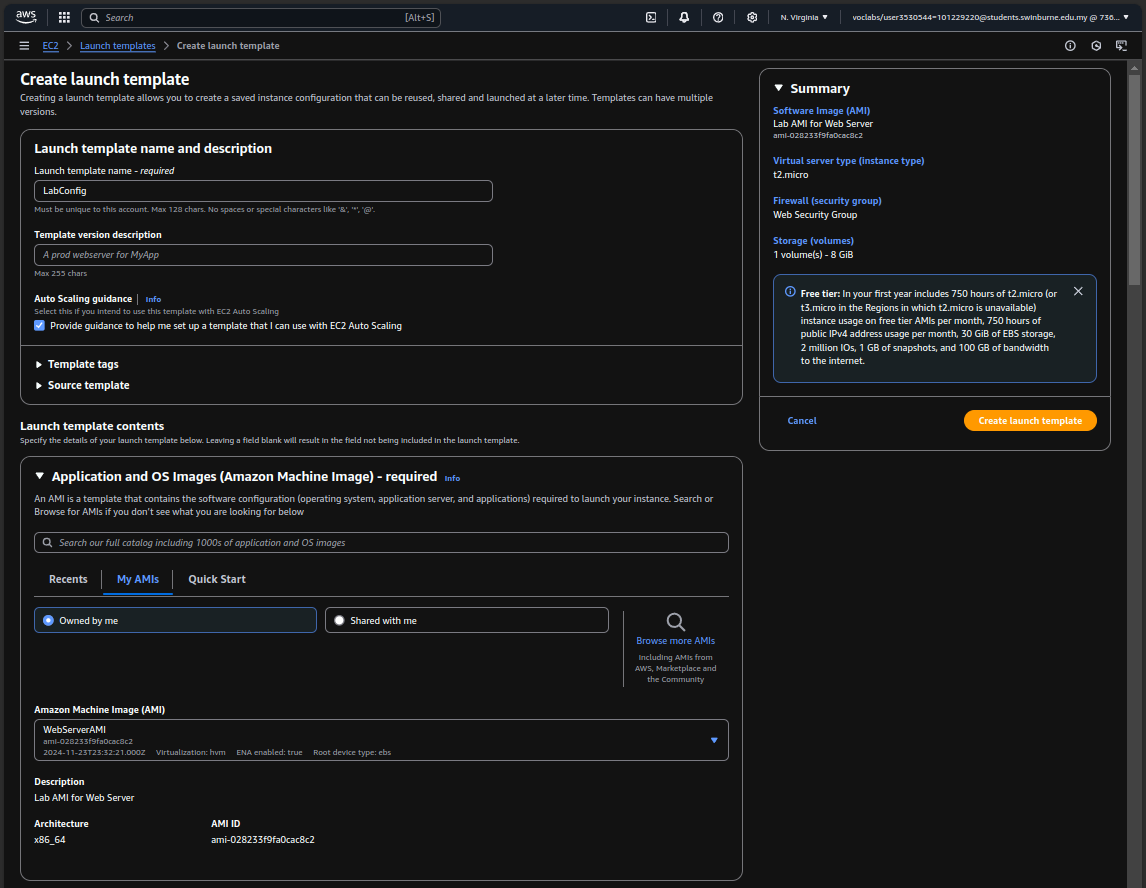 aws
Search [Alt+S]
N. Virginia ▼ voclabs/user3530544=101229220@students.swinburne.edu.my @ 736... ▼
EC2 > Launch templates > Create launch template
Create launch template
Creating a launch template allows you to create a saved instance configuration that can be reused, shared and launched at a later time. Templates can have multiple
versions.
Launch template name and description
Launch template name - required
LabConfig
Must be unique to this account. Max 128 chars. No spaces or special characters like '&', '*', '@'.
Template version description
A prod webserver for MyApp
Max 255 chars
Auto Scaling guidance | Info
Select this if you intend to use this template with EC2 Auto Scaling
Provide guidance to help me set up a template that I can use with EC2 Auto Scaling
Template tags
Source template
Launch template contents
Specify the details of your launch template below. Leaving a field blank will result in the field not being included in the launch template.
Application and OS Images (Amazon Machine Image) - required Info
An AMI is a template that contains the software configuration (operating system, application server, and applications) required to launch your instance. Search or
Browse for AMIs if you don't see what you are looking for below
Search our full catalog including 1000s of application and OS images
Recents My AMIs Quick Start
Owned by me
Shared with me
Browse more AMIs
Including AMIs from
AWS, Marketplace and
the Community
Amazon Machine Image (AMI)
WebServerAMI
ami-028233f9fa0cac8c2
2024-11-23T23:32:21.000Z Virtualization: hvm ENA enabled: true Root device type: ebs
Description
Lab AMI for Web Server
Architecture AMI ID
x86_64 ami-028233f9fa0cac8c2
Summary
Software Image (AMI)
Lab AMI for Web Server
ami-028233f9fa0cac8c2
Virtual server type (instance type)
t2.micro
Firewall (security group)
Web Security Group
Storage (volumes)
1 volume(s) - 8 GiB
Free tier: In your first year includes 750 hours of t2.micro (or
t3.micro in the Regions in which t2.micro is unavailable)
instance usage on free tier AMIs per month, 750 hours of
public IPv4 address usage per month, 30 GiB of EBS storage,
2 million IOs, 1 GB of snapshots, and 100 GB of bandwidth
to the internet.
Cancel Create launch template